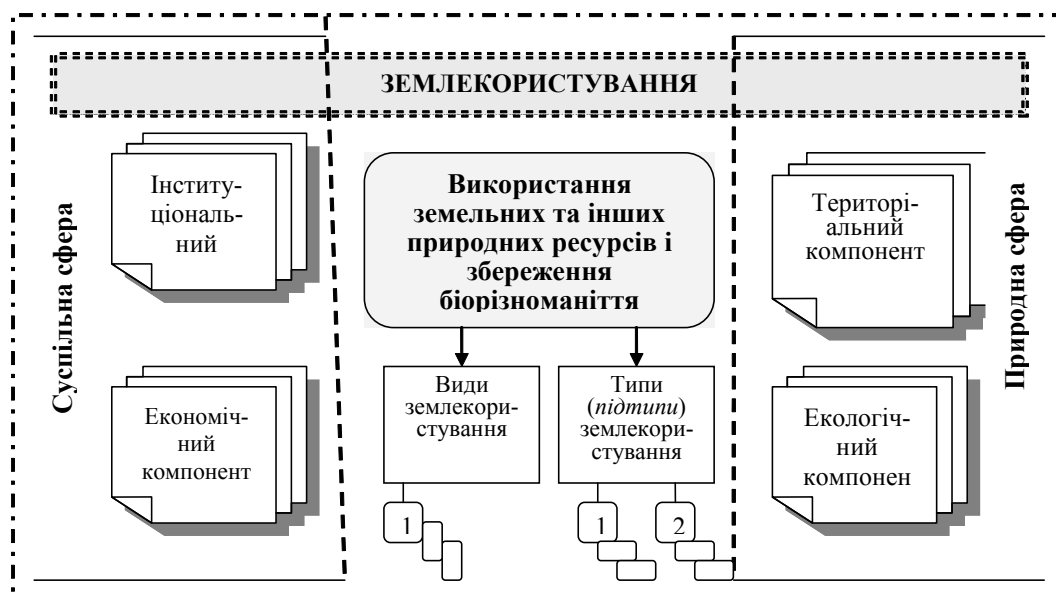 ЗЕМЛЕКОРИСТУВАННЯ
Суспільна сфера
Інститу-
ціональ-
ний
Економіч-
ний
компонент
Використання
земельних та інших
природних ресурсів і
збереження
біорізноманіття
Види
землекори-
стування
Типи
(підтипи)
землекори-
стування
1
1
2
Територі-
альний
компонент
Екологіч-
ний
компонен
Природна сфера